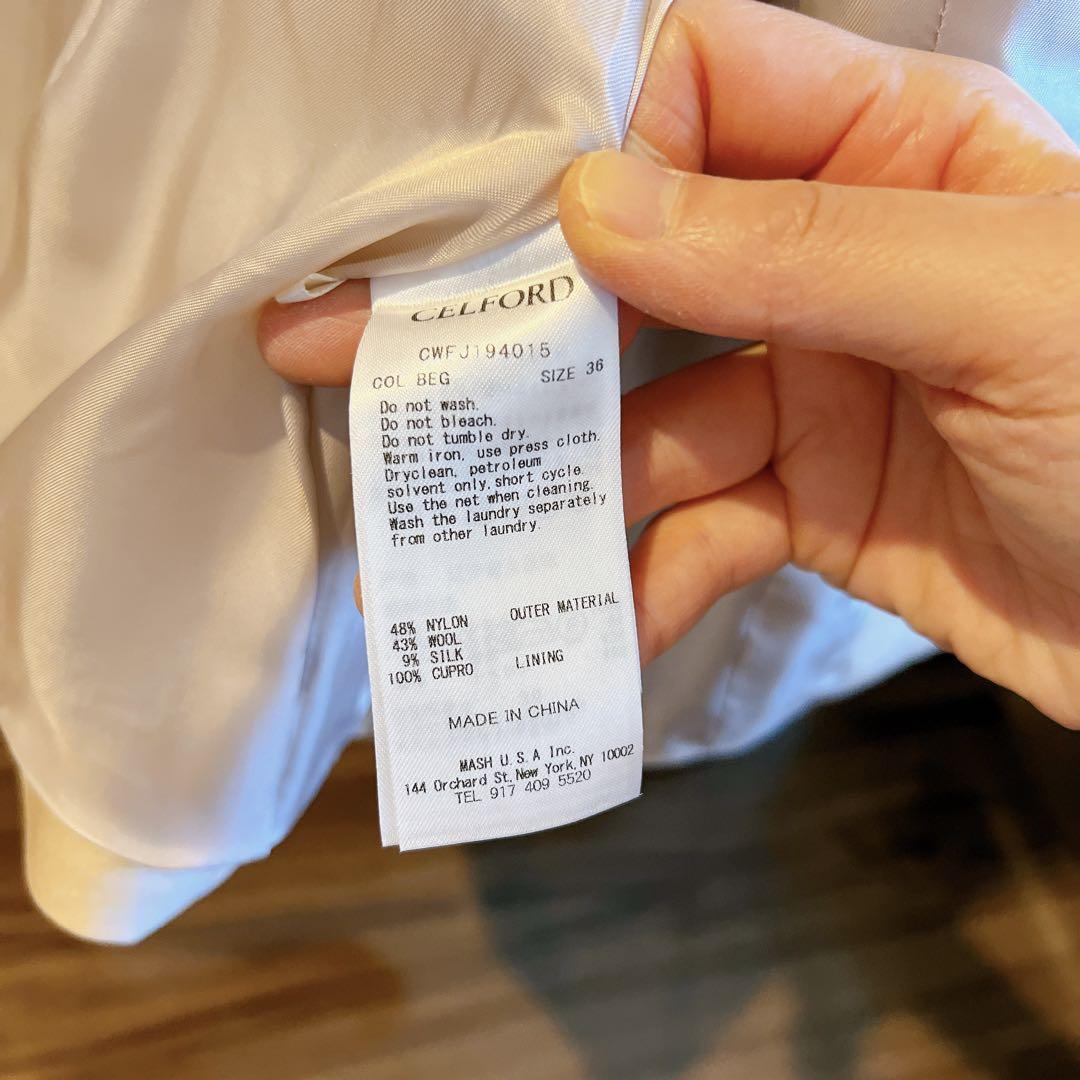 CELFORD
CWFJ194015
COL BEG SIZE 36
Do not wash.
Do not bleach.
Do not tumble dry.
Warm iron, use press cloth.
Dryclean, petroleum
solvent only, short cycle.
Use the net when cleaning.
Wash the laundry separately
from other laundry.
48% NYLON OUTER MATERIAL
43% WOOL
9% SILK
100% CUPRO LINING
MADE IN CHINA
MASH U.S.A Inc.
144 Orchard St, New York, NY 10002
TEL 917 409 5520